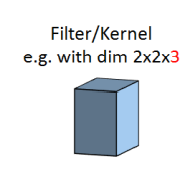 Filter/Kernel
e.g. with dim 2x2x3